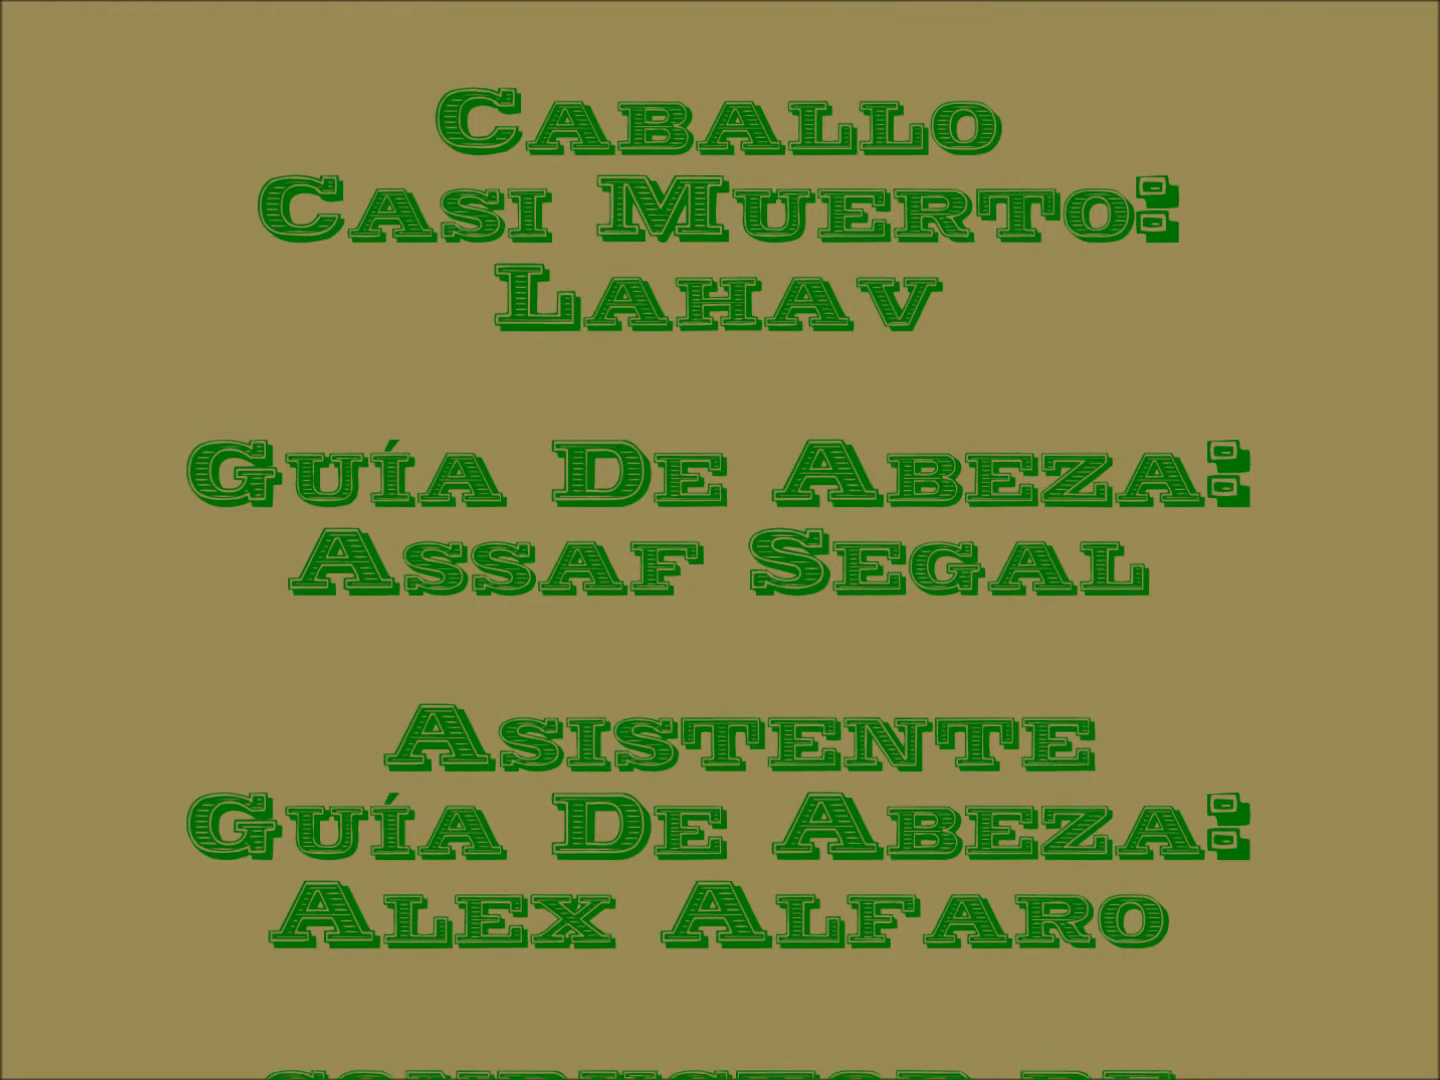 Caballo
Casi Muerto:
Lahav
Guía De Abeza:
Assaf Segal
Asistente
Guía De Abeza:
Alex Alfaro